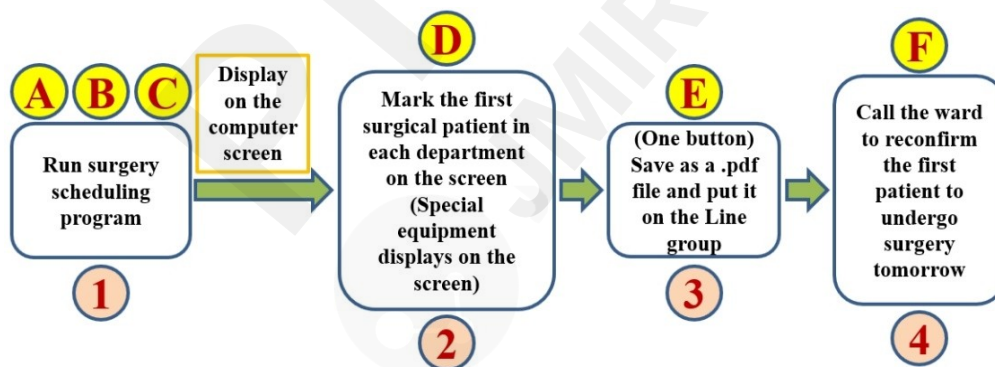 A B C
Run surgery
scheduling
program
1
Display
on the
computer
screen
D
Mark the first
surgical patient in
each department
on the screen
(Special
equipment
displays on the
screen)
2
E
(One button)
Save as a .pdf
file and put it
on the Line
group
3
F
Call the ward
to reconfirm
the first
patient to
undergo
surgery
tomorrow
4
JMIR